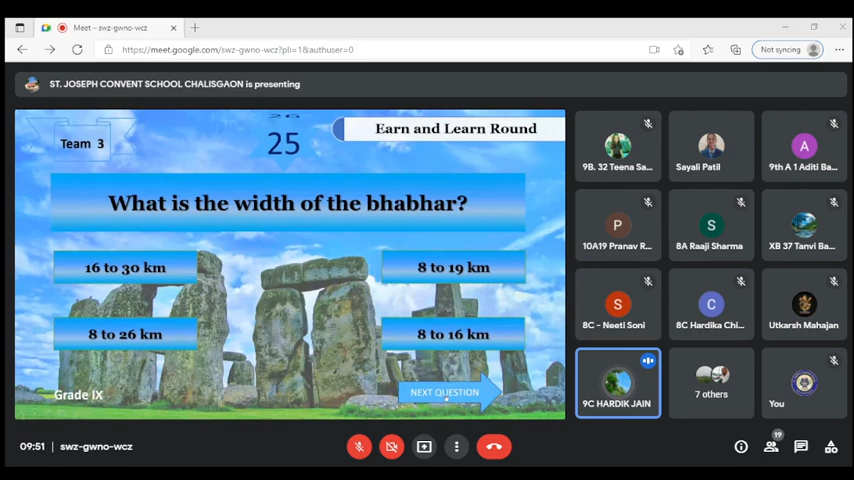 Meet – swz-gwno-wcz
https://meet.google.com/swz-gwno-wcz?pli=1&authuser=0
Not syncing
ST. JOSEPH CONVENT SCHOOL CHALISGAON is presenting
Team 3
25
Earn and Learn Round
What is the width of the bhabhar?
16 to 30 km
8 to 19 km
8 to 26 km
8 to 16 km
Grade IX
NEXT QUESTION
9B. 32 Teena Sa...
Sayali Patil
A
9th A 1 Aditi Ba...
P
10A19 Pranav R...
S
8A Raaji Sharma
XB 37 Tanvi Ba...
S
8C - Neeti Soni
C
8C Hardika Chi...
Utkarsh Mahajan
9C HARDIK JAIN
7 others
You
09:51 | swz-gwno-wcz
19